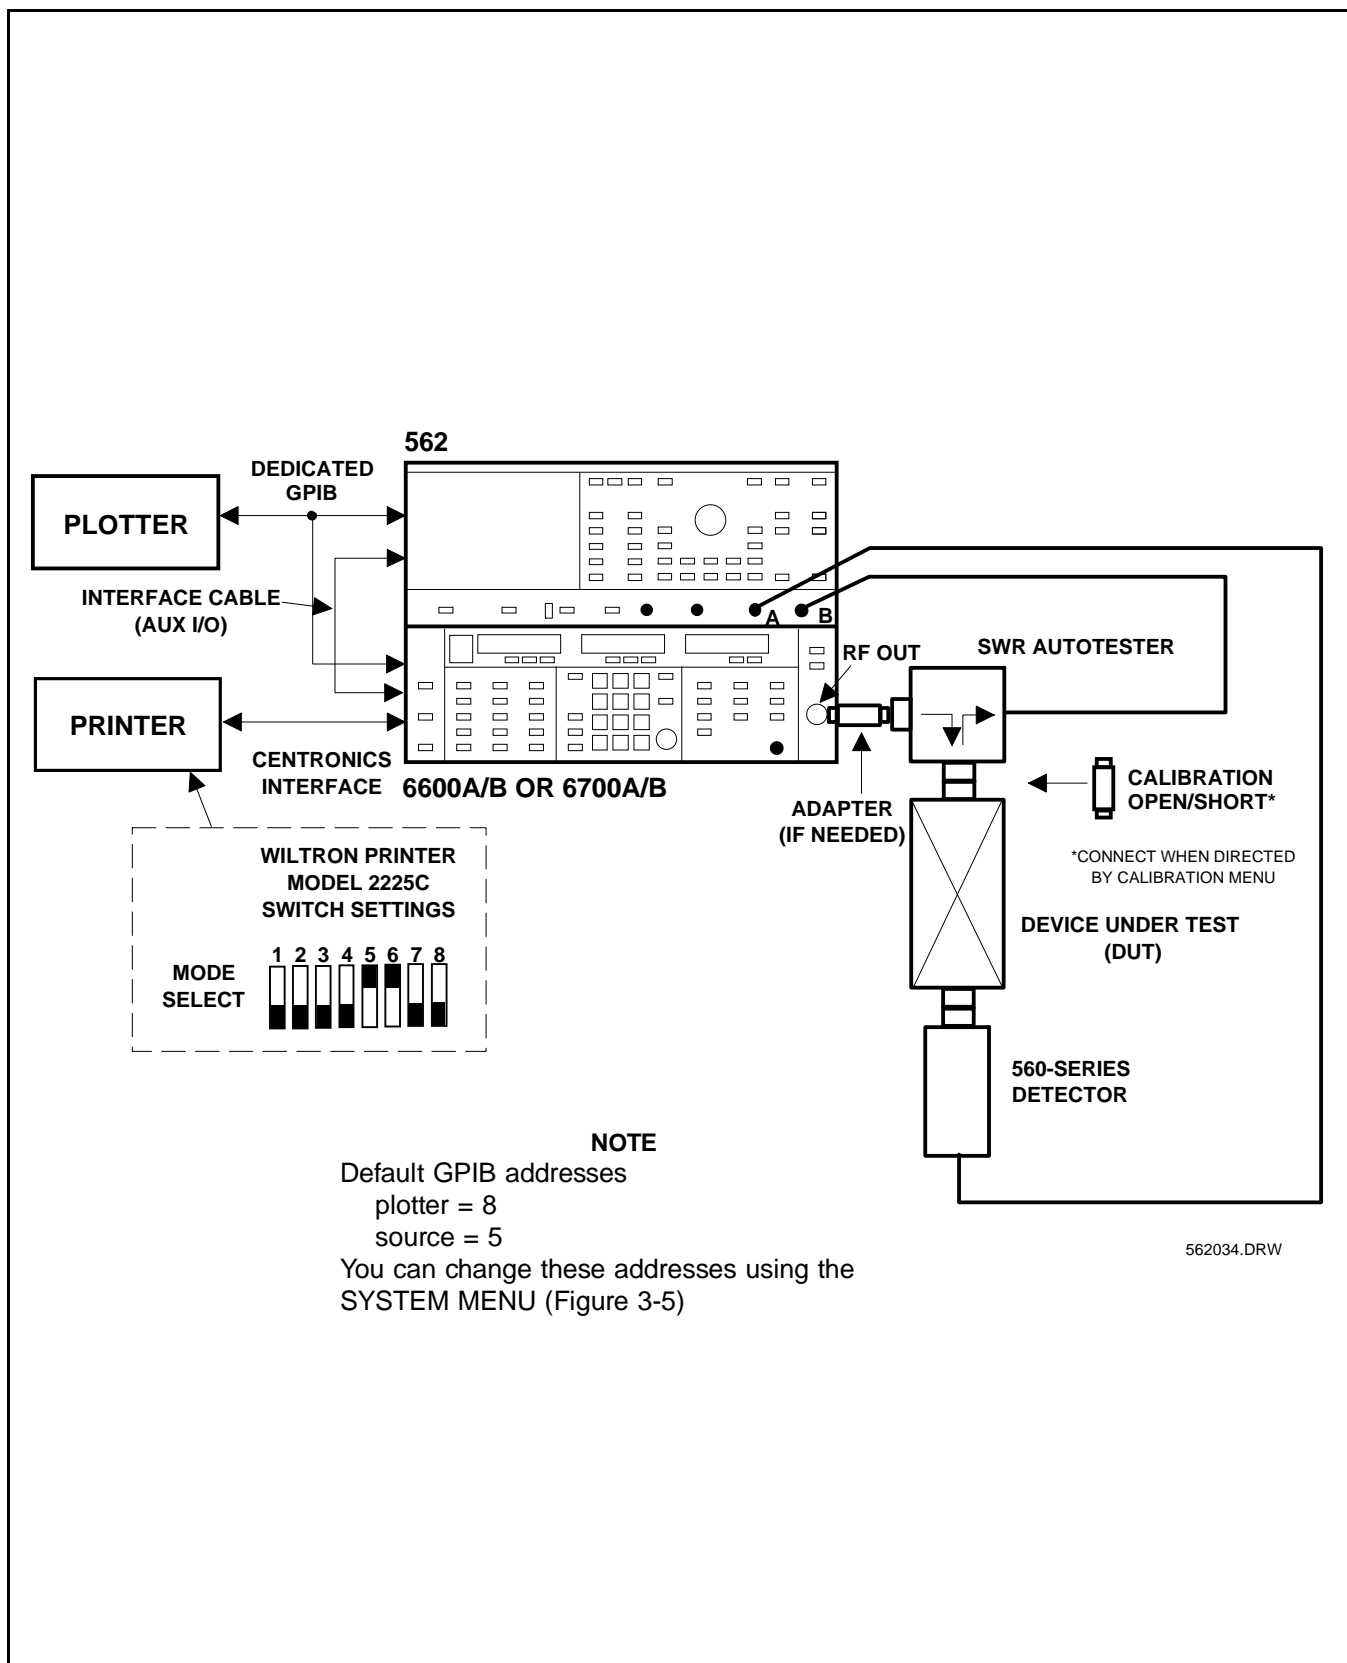 562
DEDICATED
GPIB
PLOTTER
INTERFACE CABLE
(AUX I/O)
A
B
RF OUT
SWR AUTOTESTER
PRINTER
CENTRONICS
INTERFACE
6600A/B OR 6700A/B
ADAPTER
(IF NEEDED)
CALIBRATION
OPEN/SHORT*
*CONNECT WHEN DIRECTED
BY CALIBRATION MENU
WILTRON PRINTER
MODEL 2225C
SWITCH SETTINGS
1 2 3 4 5 6 7 8
MODE
SELECT
DEVICE UNDER TEST
(DUT)
560-SERIES
DETECTOR
NOTE
Default GPIB addresses
plotter = 8
source = 5
You can change these addresses using the
SYSTEM MENU (Figure 3-5)
562034.DRW